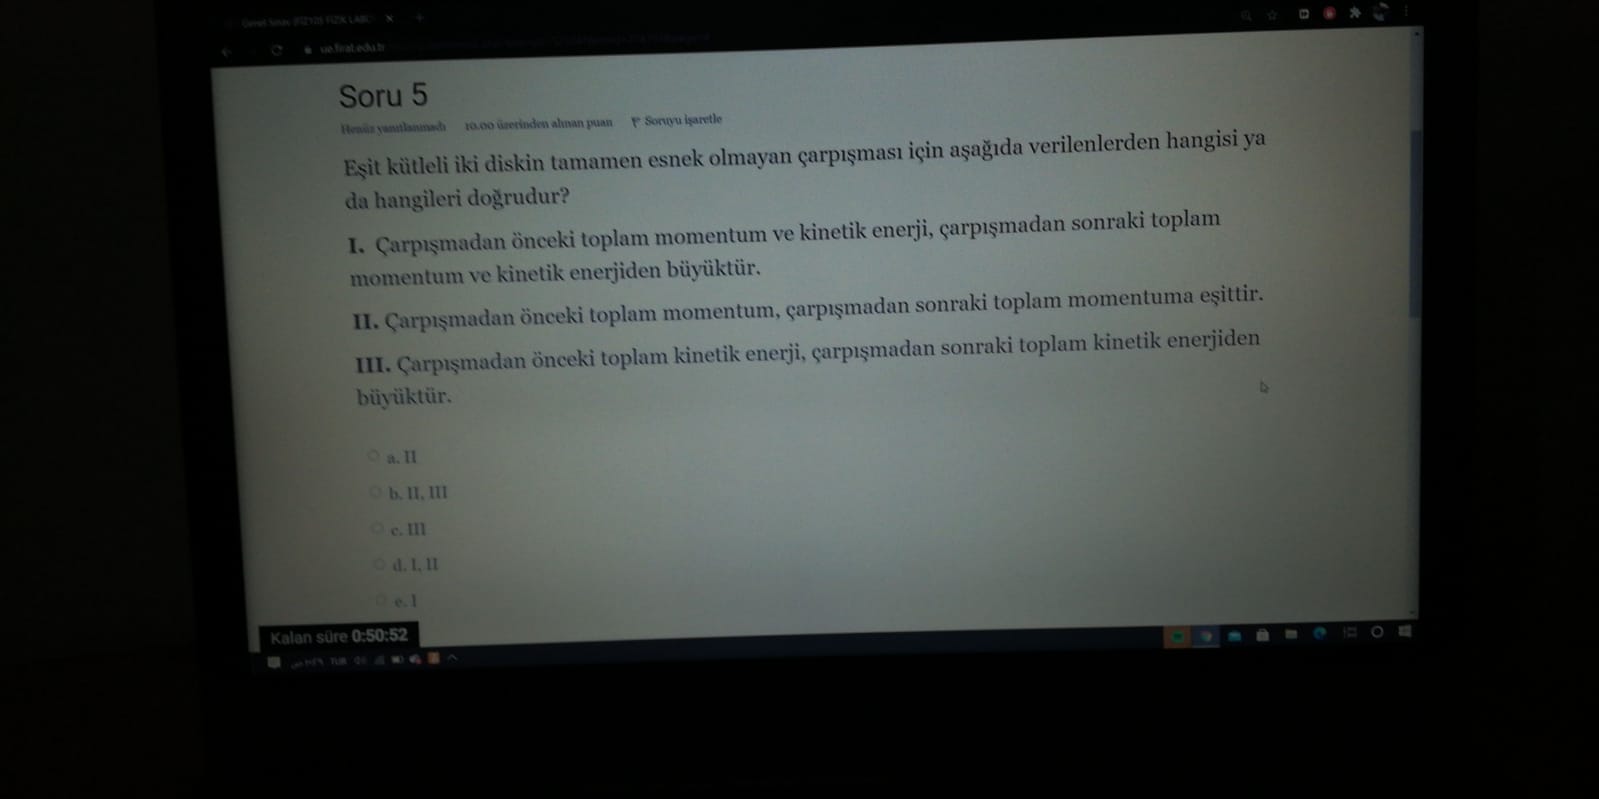 Genel Sınav (FIZ110) FİZİK LAB
ue.firat.edu.tr
Soru 5
Henüz yanıtlanmadı 10.00 üzerinden alınan puan Soruyu işaretle
Eşit kütleli iki diskin tamamen esnek olmayan çarpışması için aşağıda verilenlerden hangisi ya
da hangileri doğrudur?
I. Çarpışmadan önceki toplam momentum ve kinetik enerji, çarpışmadan sonraki toplam
momentum ve kinetik enerjiden büyüktür.
II. Çarpışmadan önceki toplam momentum, çarpışmadan sonraki toplam momentuma eşittir.
III. Çarpışmadan önceki toplam kinetik enerji, çarpışmadan sonraki toplam kinetik enerjiden
büyüktür.
a. II
b. II, III
c. III
d. I, II
e. I
Kalan süre 0:50:52
TUR